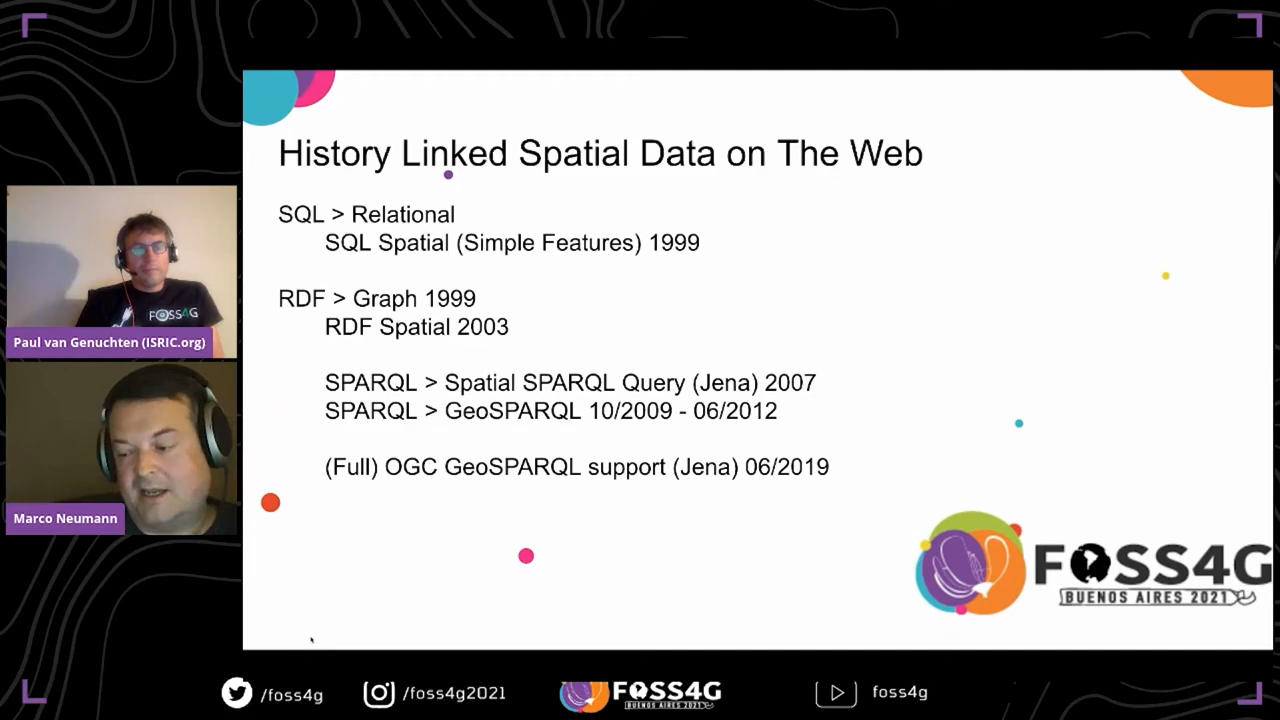 History Linked Spatial Data on The Web
SQL > Relational
SQL Spatial (Simple Features) 1999
RDF > Graph 1999
RDF Spatial 2003
SPARQL > Spatial SPARQL Query (Jena) 2007
SPARQL > GeoSPARQL 10/2009 - 06/2012
(Full) OGC GeoSPARQL support (Jena) 06/2019
FOSS4G
Paul van Genuchten (ISRIC.org)
Marco Neumann
FOSS4G
BUENOS AIRES 2021
/foss4g
/foss4g2021
FOSS4G
BUENOS AIRES 2021
foss4g